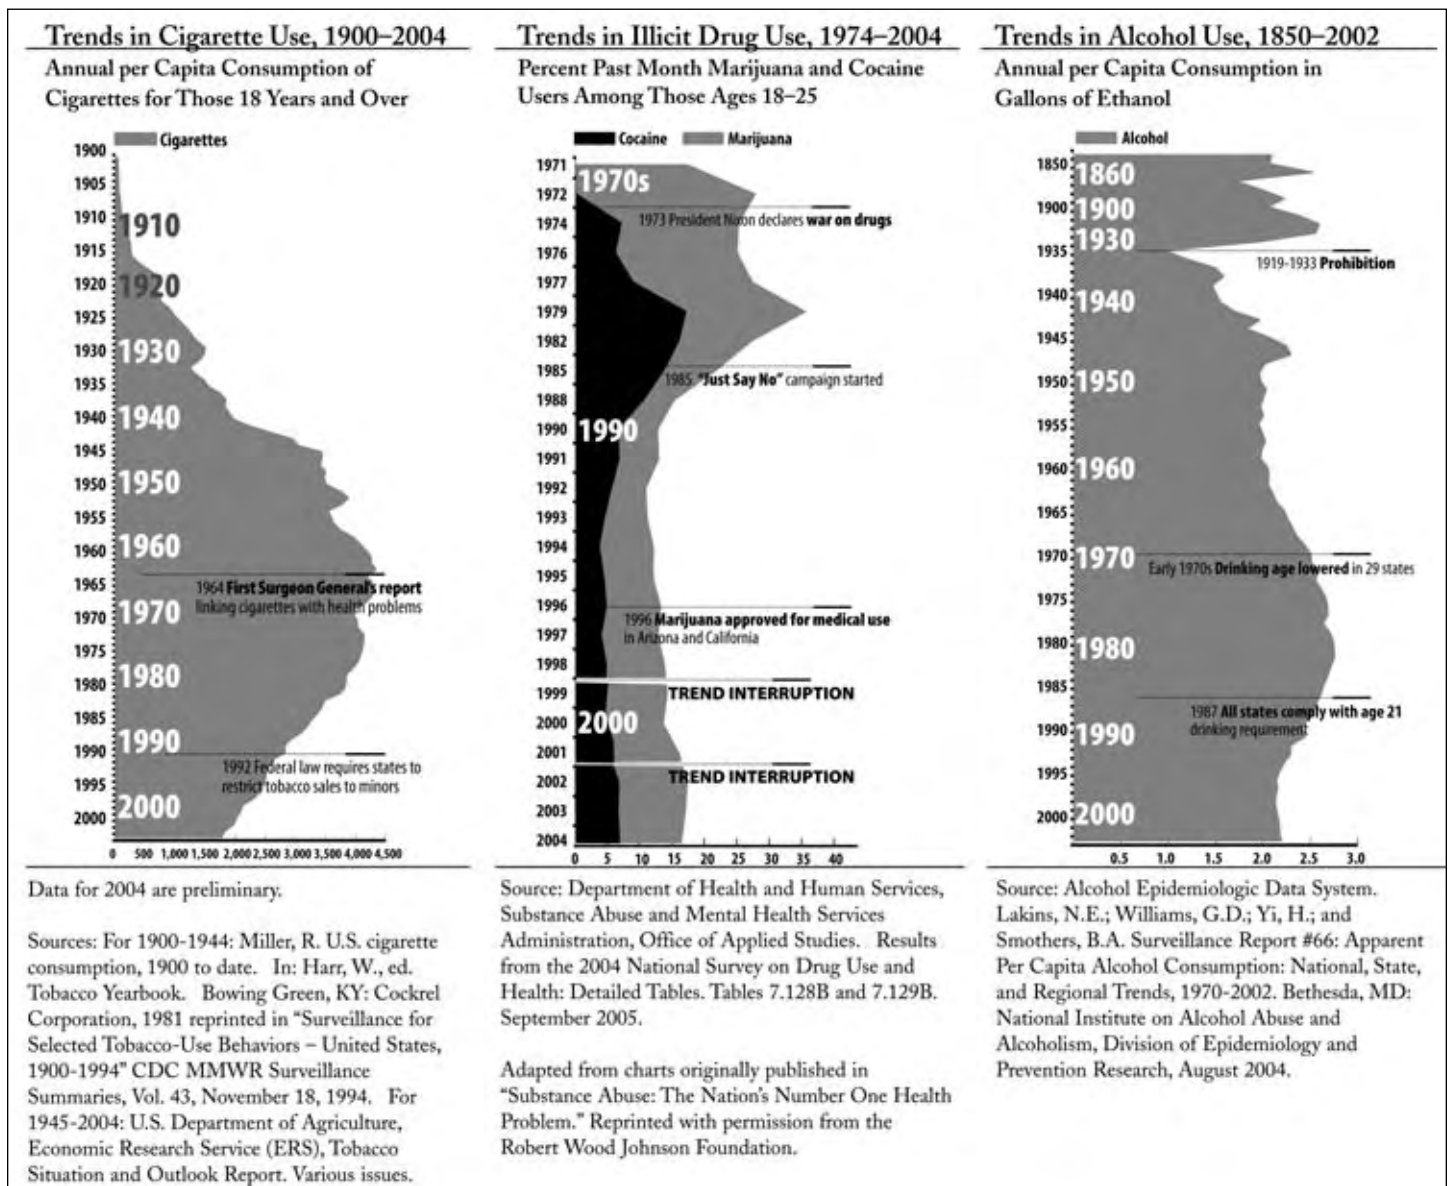 Trends in Cigarette Use, 1900–2004
Annual per Capita Consumption of
Cigarettes for Those 18 Years and Over
Cigarettes
1900
1905
1910
1915
1920
1925
1930
1935
1940
1945
1950
1955
1960
1965
1970
1975
1980
1985
1990
1995
2000
1910
1920
1930
1940
1950
1960
1964 First Surgeon General's report
linking cigarettes with health problems
1970
1980
1990
1992 Federal law requires states to
restrict tobacco sales to minors
2000
0 500 1,000 1,500 2,000 2,500 3,000 3,500 4,000 4,500
Data for 2004 are preliminary.
Sources: For 1900-1944: Miller, R. U.S. cigarette
consumption, 1900 to date. In: Harr, W., ed.
Tobacco Yearbook. Bowing Green, KY: Cockrel
Corporation, 1981 reprinted in “Surveillance for
Selected Tobacco-Use Behaviors – United States,
1900-1994” CDC MMWR Surveillance
Summaries, Vol. 43, November 18, 1994. For
1945-2004: U.S. Department of Agriculture,
Economic Research Service (ERS), Tobacco
Situation and Outlook Report. Various issues.
Trends in Illicit Drug Use, 1974–2004
Percent Past Month Marijuana and Cocaine
Users Among Those Ages 18–25
Cocaine Marijuana
1971
1972
1974
1976
1977
1979
1982
1985
1988
1990
1991
1992
1993
1994
1995
1996
1997
1998
1999
2000
2001
2002
2003
2004
1970s
1973 President Nixon declares war on drugs
1985. “Just Say No” campaign started
1990
1996 Marijuana approved for medical use
in Arizona and California
TREND INTERRUPTION
2000
TREND INTERRUPTION
0 5 10 15 20 25 30 35 40
Source: Department of Health and Human Services,
Substance Abuse and Mental Health Services
Administration, Office of Applied Studies. Results
from the 2004 National Survey on Drug Use and
Health: Detailed Tables. Tables 7.128B and 7.129B.
September 2005.
Adapted from charts originally published in
“Substance Abuse: The Nation’s Number One Health
Problem.” Reprinted with permission from the
Robert Wood Johnson Foundation.
Trends in Alcohol Use, 1850–2002
Annual per Capita Consumption in
Gallons of Ethanol
Alcohol
1850
1900
1935
1940
1945
1950
1955
1960
1965
1970
1975
1980
1985
1990
1995
2000
1860
1900
1930
1919-1933 Prohibition
1940
1950
1960
1970
Early 1970s Drinking age lowered in 29 states
1980
1987 All states comply with age 21
drinking requirement
1990
2000
0.5 1.0 1.5 2.0 2.5 3.0
Source: Alcohol Epidemiologic Data System.
Lakins, N.E.; Williams, G.D.; Yi, H.; and
Smothers, B.A. Surveillance Report #66: Apparent
Per Capita Alcohol Consumption: National, State,
and Regional Trends, 1970-2002. Bethesda, MD:
National Institute on Alcohol Abuse and
Alcoholism, Division of Epidemiology and
Prevention Research, August 2004.